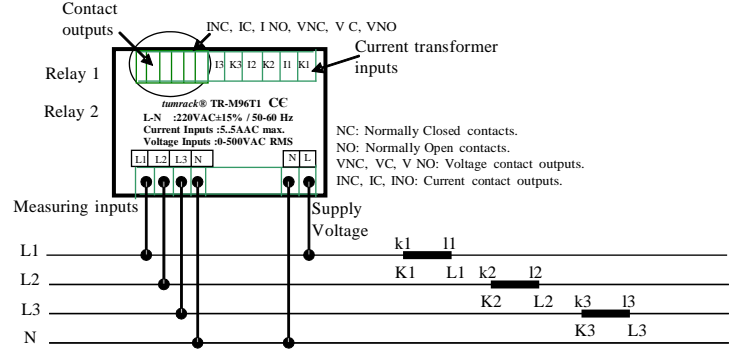 Contact
outputs
INC, IC, I NO, VNC, V C, VNO
Current transformer
inputs
I3 K3 I2 K2 I1 K1
Relay 1
Relay 2
tumrack® TR-M96T1 CE
L-N :220VAC±15% / 50-60 Hz
Current Inputs :5..5AAC max.
Voltage Inputs :0-500VAC RMS
L1 L2 L3 N N L
NC: Normally Closed contacts.
NO: Normally Open contacts.
VNC, VC, V NO: Voltage contact outputs.
INC, IC, INO: Current contact outputs.
Measuring inputs
Supply
Voltage
L1
k1 l1
K1 L1
L2
k2 l2
K2 L2
L3
k3 l3
K3 L3
N